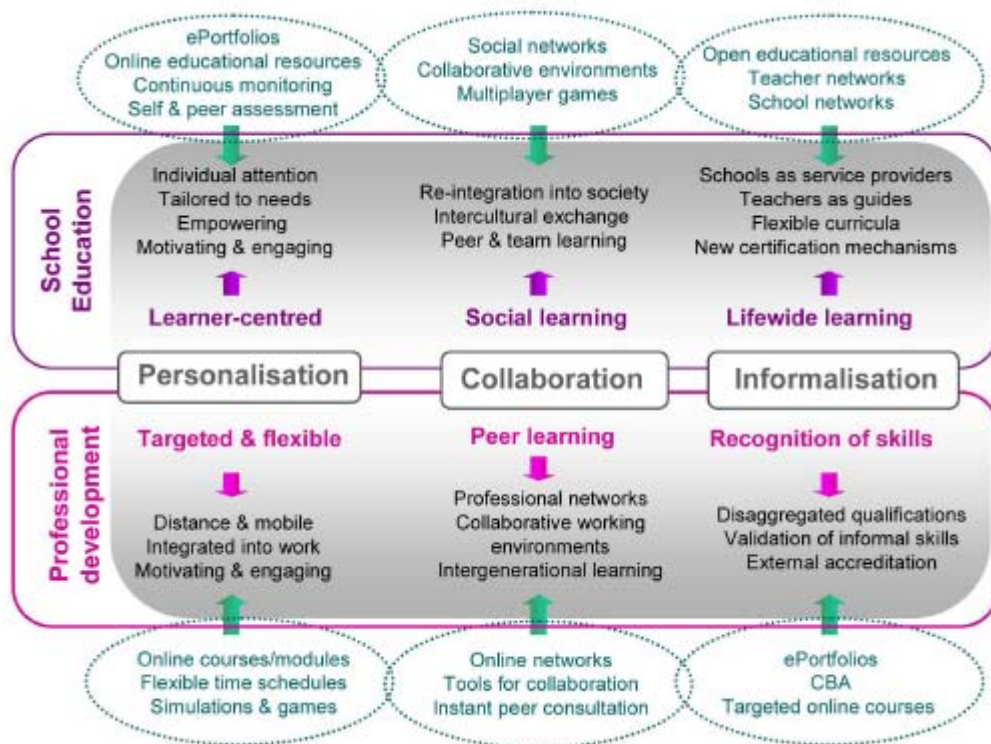 ePortfolios
Online educational resources
Continuous monitoring
Self & peer assessment
Social networks
Collaborative environments
Multiplayer games
Open educational resources
Teacher networks
School networks
School
Education
Individual attention
Tailored to needs
Empowering
Motivating & engaging
Learner-centred
Re-integration into society
Intercultural exchange
Peer & team learning
Social learning
Schools as service providers
Teachers as guides
Flexible curricula
New certification mechanisms
Lifewide learning
Personalisation
Collaboration
Informalisation
Professional
development
Targeted & flexible
Distance & mobile
Integrated into work
Motivating & engaging
Peer learning
Professional networks
Collaborative working
environments
Intergenerational learning
Recognition of skills
Disaggregated qualifications
Validation of informal skills
External accreditation
Online courses/modules
Flexible time schedules
Simulations & games
Online networks
Tools for collaboration
Instant peer consultation
ePortfolios
CBA
Targeted online courses